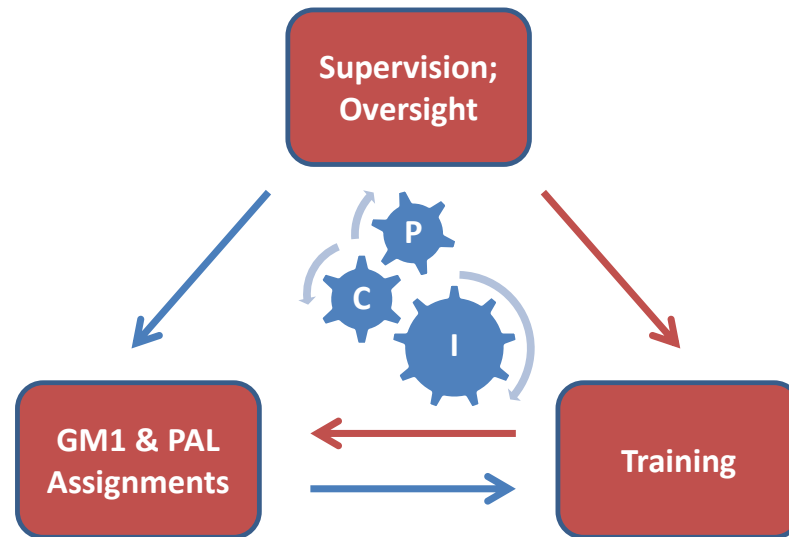 Supervision;
Oversight
P
C
I
GM1 & PAL
Assignments
Training